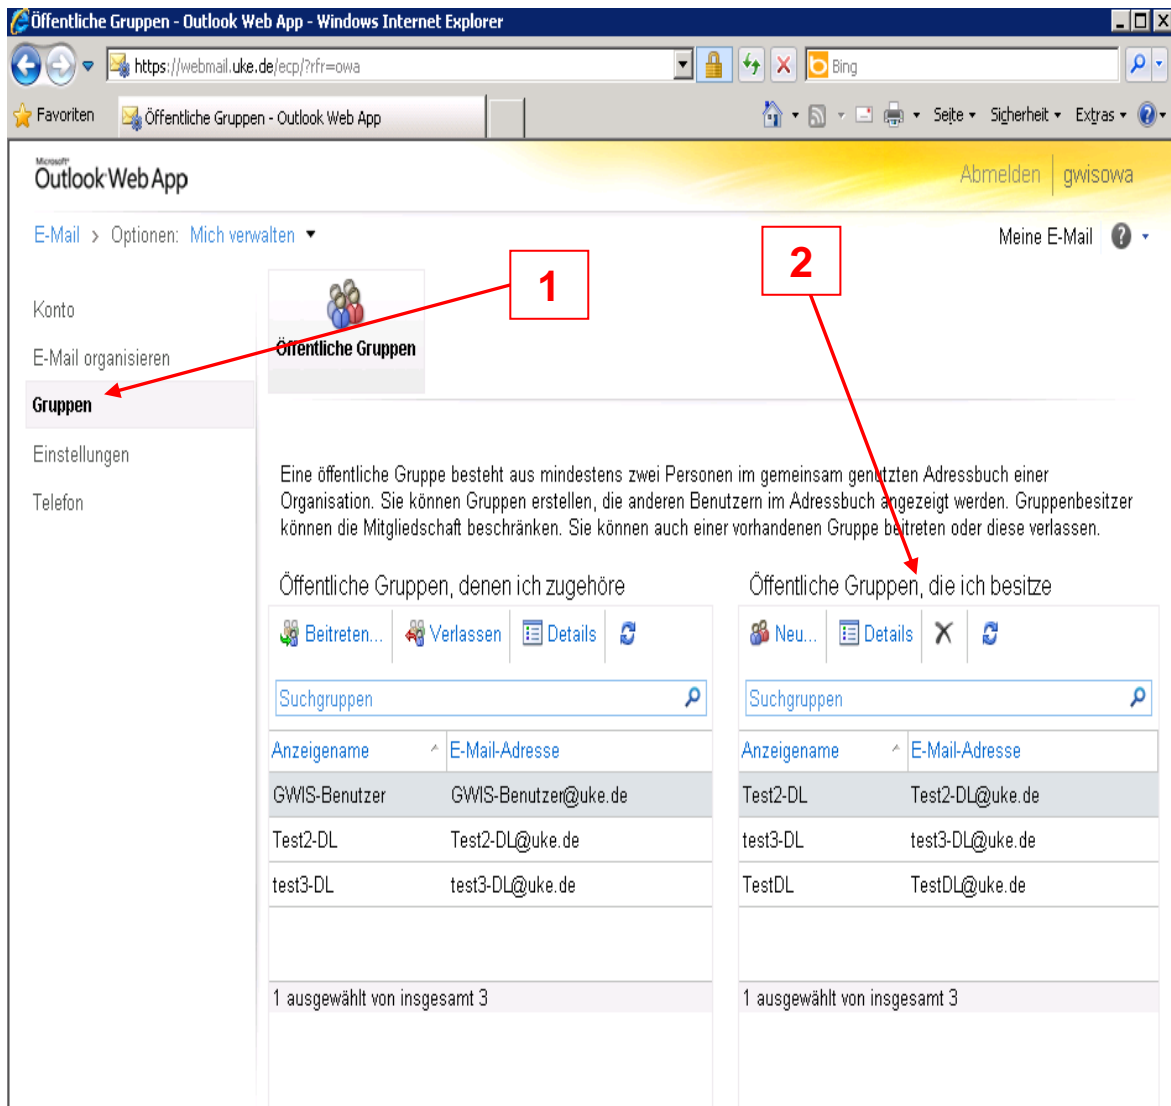 Öffentliche Gruppen - Outlook Web App - Windows Internet Explorer
https://webmail.uke.de/ecp/?rfr=owa
Bing
Favoriten
Öffentliche Gruppen - Outlook Web App
Seite
Sicherheit
Extras
Microsoft
Outlook Web App
Abmelden
gwisowa
E-Mail > Optionen: Mich verwalten
Meine E-Mail
1
2
Konto
E-Mail organisieren
Gruppen
Einstellungen
Telefon
Öffentliche Gruppen
Eine öffentliche Gruppe besteht aus mindestens zwei Personen im gemeinsam genutzten Adressbuch einer
Organisation. Sie können Gruppen erstellen, die anderen Benutzern im Adressbuch angezeigt werden. Gruppenbesitzer
können die Mitgliedschaft beschränken. Sie können auch einer vorhandenen Gruppe beitreten oder diese verlassen.
Öffentliche Gruppen, denen ich zugehöre
Beitreten... Verlassen Details
Suchgruppen
Anzeigename E-Mail-Adresse
GWIS-Benutzer GWIS-Benutzer@uke.de
Test2-DL Test2-DL@uke.de
test3-DL test3-DL@uke.de
1 ausgewählt von insgesamt 3
Öffentliche Gruppen, die ich besitze
Neu... Details
Suchgruppen
Anzeigename E-Mail-Adresse
Test2-DL Test2-DL@uke.de
test3-DL test3-DL@uke.de
TestDL TestDL@uke.de
1 ausgewählt von insgesamt 3